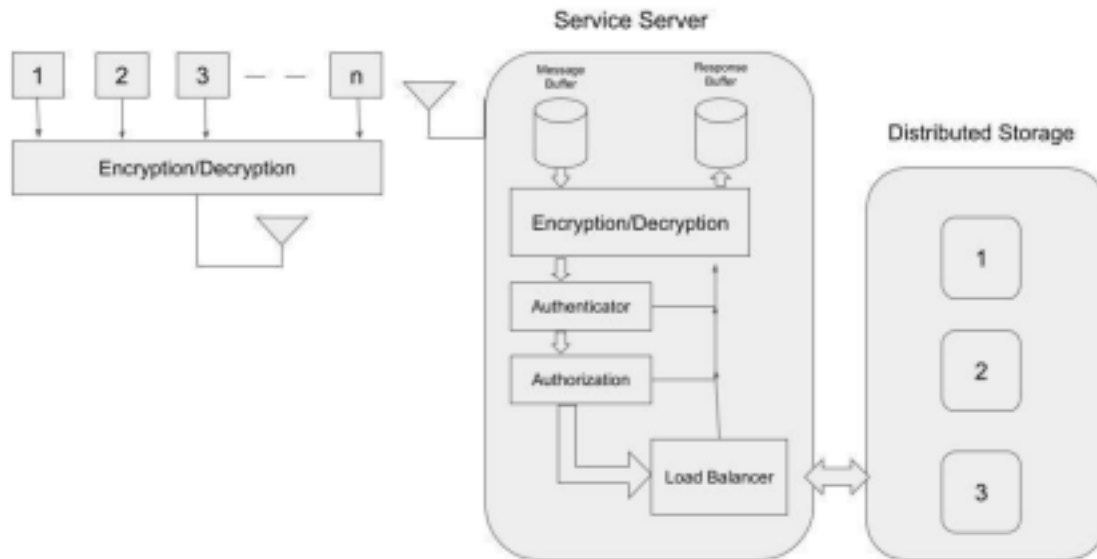 Service Server
1
2
3
n
Encryption/Decryption
Message
Buffer
Response
Buffer
Encryption/Decryption
Authenticator
Authorization
Load Balancer
Distributed Storage
1
2
3